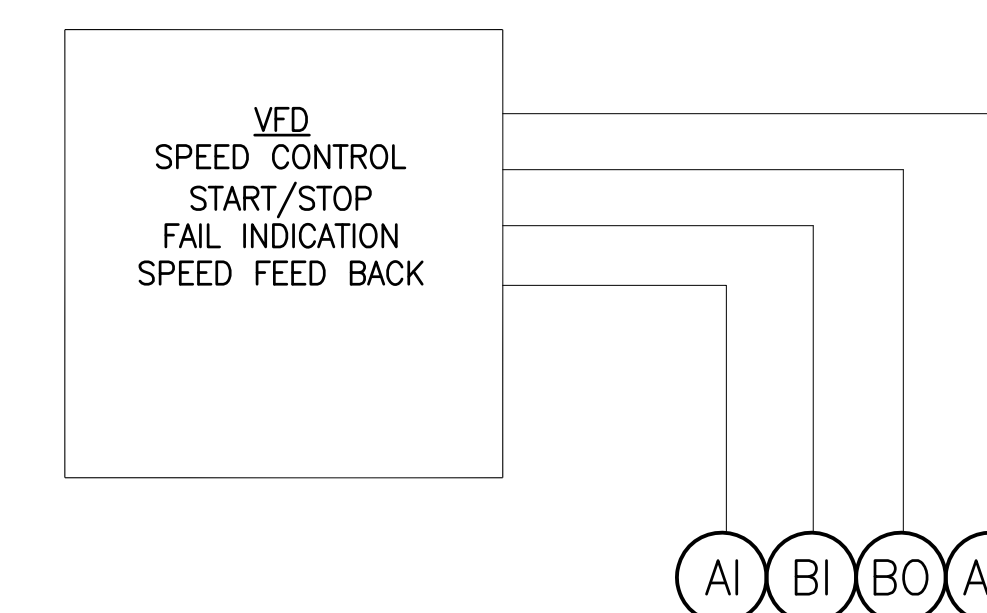 VFD
SPEED CONTROL
START/STOP
FAIL INDICATION
SPEED FEED BACK
AI BI BO